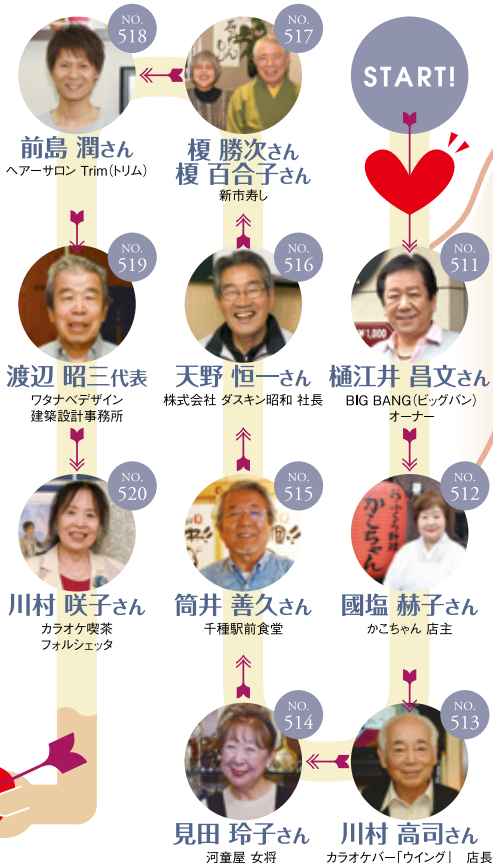 START!
NO.
511
樋江井 昌文さん
BIG BANG(ビッグバン)
オーナー
NO.
512
國塩 赫子さん
かこちゃん 店主
NO.
513
川村 高司さん
カラオケバー「ウイング」 店長
NO.
514
見田 玲子さん
河童屋 女将
NO.
515
筒井 善久さん
千種駅前食堂
NO.
516
天野 恒一さん
株式会社 ダスキン昭和 社長
NO.
517
榎 勝次さん
榎 百合子さん
新市寿し
NO.
518
前島 潤さん
ヘアーサロン Trim(トリム)
NO.
519
渡辺 昭三代表
ワタナベデザイン
建築設計事務所
NO.
520
川村 咲子さん
カラオケ喫茶
フォルシェッタ
¥1,000
かこちゃん